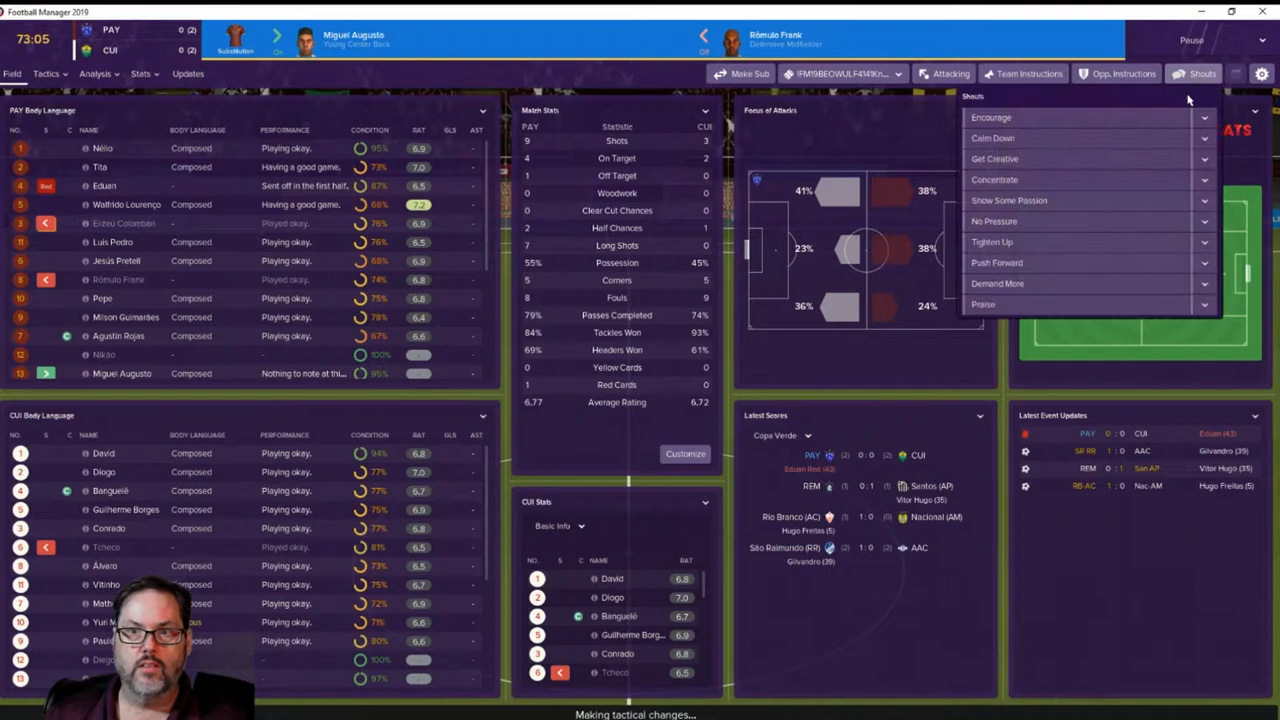 Football Manager 2019
73:05
PAY 0 (2)
CUI 0 (2)
Substitution
On
Miguel Augusto
Young Center Back
Off
Rômulo Frank
Defensive Midfielder
Pause
Field Tactics Analysis Stats Updates
Make Sub !FM19BEOWULF4141Kn... Attacking Team Instructions Opp. Instructions Shouts
PAY Body Language
NO. S C NAME BODY LANGUAGE PERFORMANCE CONDITION RAT GLS AST
1 Nélio Composed Playing okay. 95% 6.9 -
2 Tita Composed Having a good game. 73% 7.0 -
4 Red Eduan Composed Sent off in the first half. 87% 6.5 -
5 Walfrido Lourenço Composed Having a good game. 68% 7.2 -
3 Elizeu Colombari - Played okay. 76% 6.9 -
11 Luis Pedro Composed Playing okay. 76% 6.5 -
6 Jesús Pretell Composed Playing okay. 68% 6.9 -
8 Rômulo Frank - Played okay. 74% 6.8 -
10 Pepe Composed Playing okay. 75% 6.8 -
9 Milson Guimarães Composed Playing okay. 78% 6.4 -
7 C Agustín Rojas Composed Playing okay. 67% 6.6 -
12 Nikão - 100% - -
13 Miguel Augusto Composed Nothing to note at thi... 95% - -
Match Stats
PAY Statistic CUI
9 Shots 3
4 On Target 2
1 Off Target 1
0 Woodwork 0
0 Clear Cut Chances 0
2 Half Chances 1
7 Long Shots 0
55% Possession 45%
5 Corners 5
8 Fouls 9
79% Passes Completed 74%
84% Tackles Won 93%
69% Headers Won 61%
0 Yellow Cards 0
1 Red Cards 0
6.77 Average Rating 6.72
Customize
Focus of Attacks
41% 38%
23% 38%
36% 24%
Shouts
Encourage
Calm Down
Get Creative
Concentrate
Show Some Passion
No Pressure
Tighten Up
Push Forward
Demand More
Praise
CUI Body Language
NO. S C NAME BODY LANGUAGE PERFORMANCE CONDITION RAT GLS AST
1 David Composed Playing okay. 94% 6.8 -
2 Diogo Composed Playing okay. 77% 7.0 -
4 C Banguelê Composed Playing okay. 77% 6.7 -
5 Guilherme Borges Composed Playing okay. 75% 6.9 -
3 Conrado Composed Playing okay. 77% 6.8 -
6 Tcheco - Played okay. 81% 6.5 -
8 Álvaro Composed Playing okay. 73% 6.5 -
11 Vitinho Composed Playing okay. 75% 6.7 -
7 Playing okay. 72% 6.9 -
10 Playing okay. 71% 6.6 -
9 Playing okay. 80% 6.6 -
12 - 100% - -
13 - 97% - -
CUI Stats
Basic Info
NO. S C NAME RAT
1 David 6.8
2 Diogo 7.0
4 C Banguelê 6.7
5 Guilherme Borg... 6.9
3 Conrado 6.8
6 Tcheco 6.5
Latest Scores
Copa Verde
PAY (2) 0:0 (2) CUI
Eduan Red (43)
REM (1) 0:1 (1) Santos (AP)
Vitor Hugo (35)
Rio Branco (AC) (1) 1:0 (0) Nacional (AM)
Hugo Freitas (5)
São Raimundo (RR) (2) 1:0 (2) AAC
Gilvandro (39)
Latest Event Updates
PAY 0 : 0 CUI Eduan (43)
SR RR 1 : 0 AAC Gilvandro (39)
REM 0 : 1 San AP Vitor Hugo (35)
RB-AC 1 : 0 Nac-AM Hugo Freitas (5)
Making tactical changes...